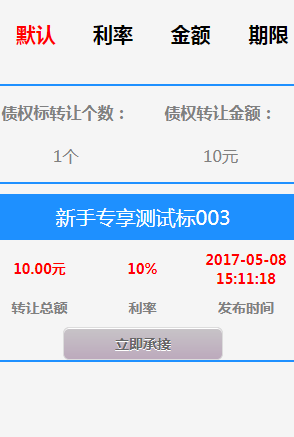 默认 利率 金额 期限
债权标转让个数： 债权转让金额：
1个 10元
新手专享测试标003
10.00元 10% 2017-05-08
15:11:18
转让总额 利率 发布时间
立即承接